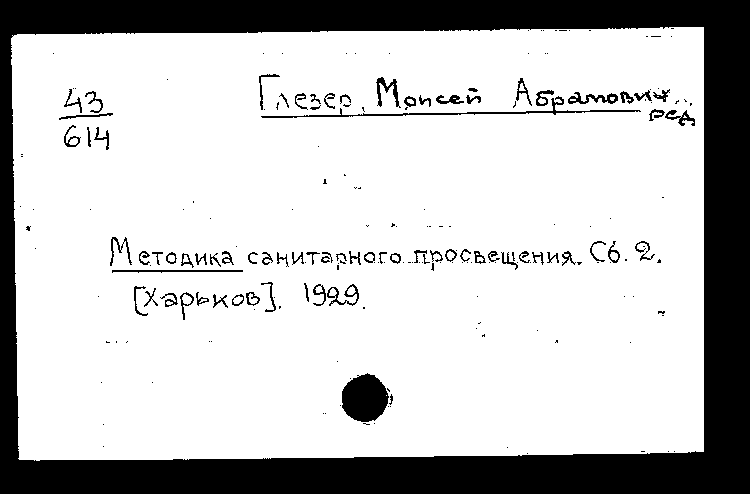 43
614
Глезер, Моисей Абрамович,
ред.
Методика санитарного просвещения. Сб. 2.
[Харьков]. 1929.